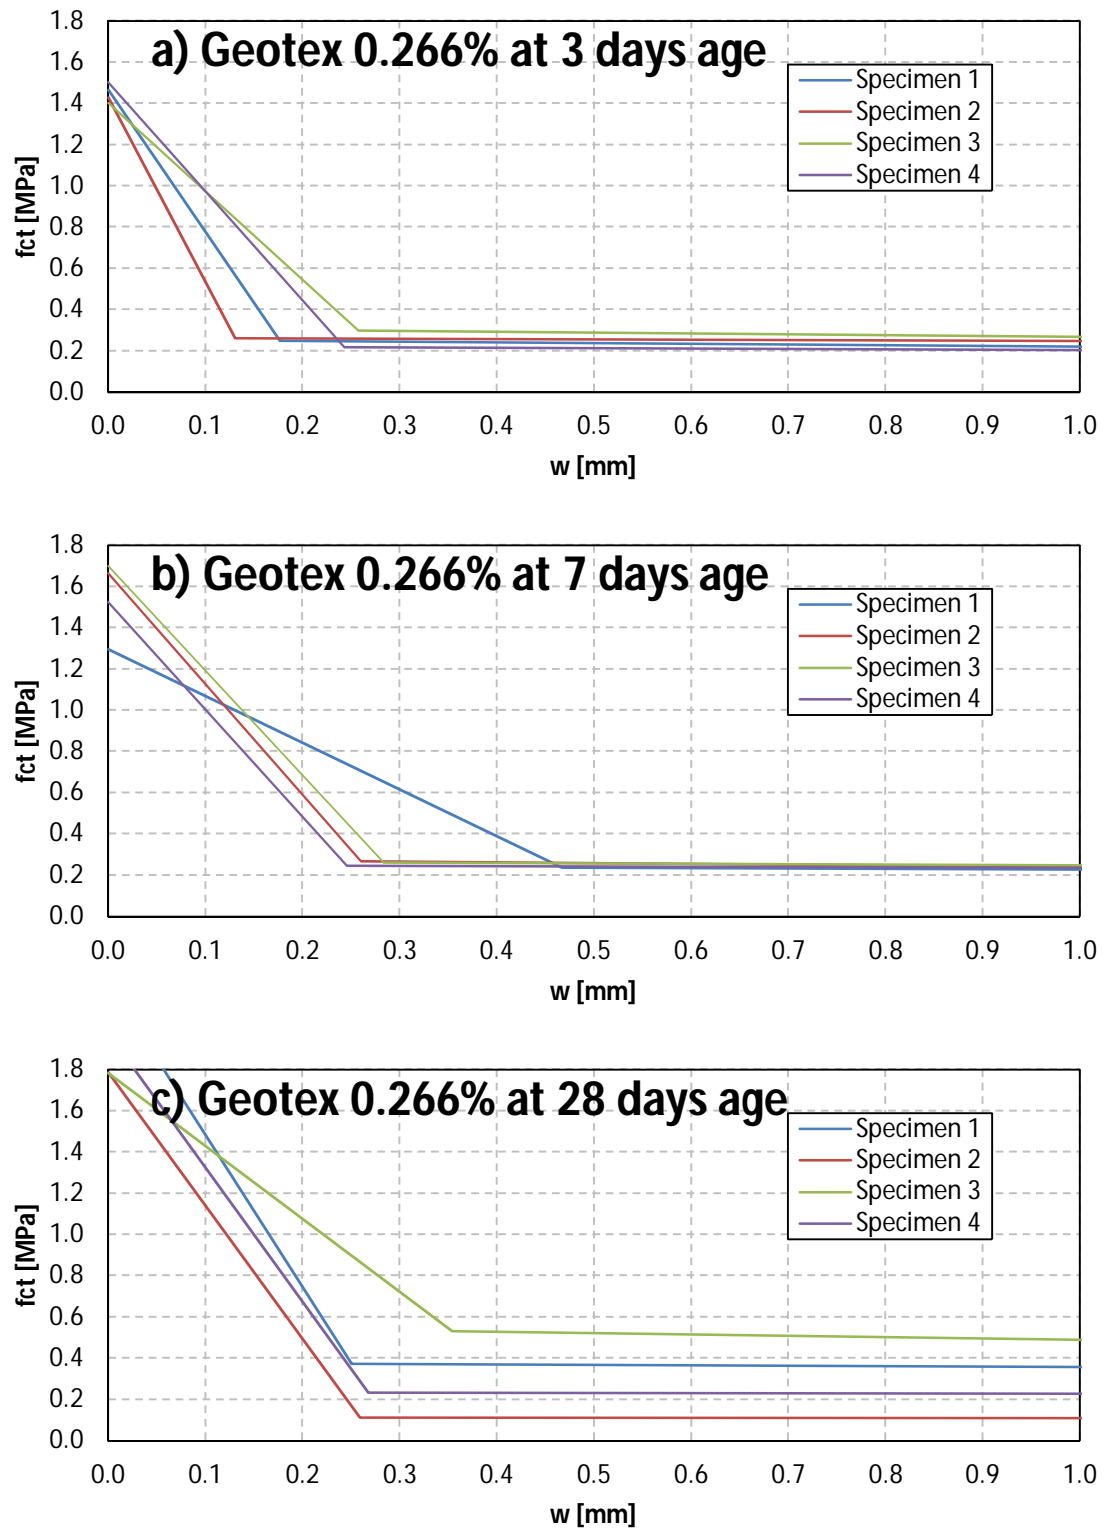 1.8
a) Geotex 0.266% at 3 days age
1.6
Specimen 1
1.4
Specimen 2
1.2
Specimen 3
1.0
Specimen 4
0.8
0.6
0.4
0.2
0.0
fct [MPa]
0.0 0.1 0.2 0.3 0.4 0.5 0.6 0.7 0.8 0.9 1.0
w [mm]
1.8
b) Geotex 0.266% at 7 days age
1.6
Specimen 1
1.4
Specimen 2
1.2
Specimen 3
1.0
Specimen 4
0.8
0.6
0.4
0.2
0.0
fct [MPa]
0.0 0.1 0.2 0.3 0.4 0.5 0.6 0.7 0.8 0.9 1.0
w [mm]
1.8
c) Geotex 0.266% at 28 days age
1.6
Specimen 1
1.4
Specimen 2
1.2
Specimen 3
1.0
Specimen 4
0.8
0.6
0.4
0.2
0.0
fct [MPa]
0.0 0.1 0.2 0.3 0.4 0.5 0.6 0.7 0.8 0.9 1.0
w [mm]